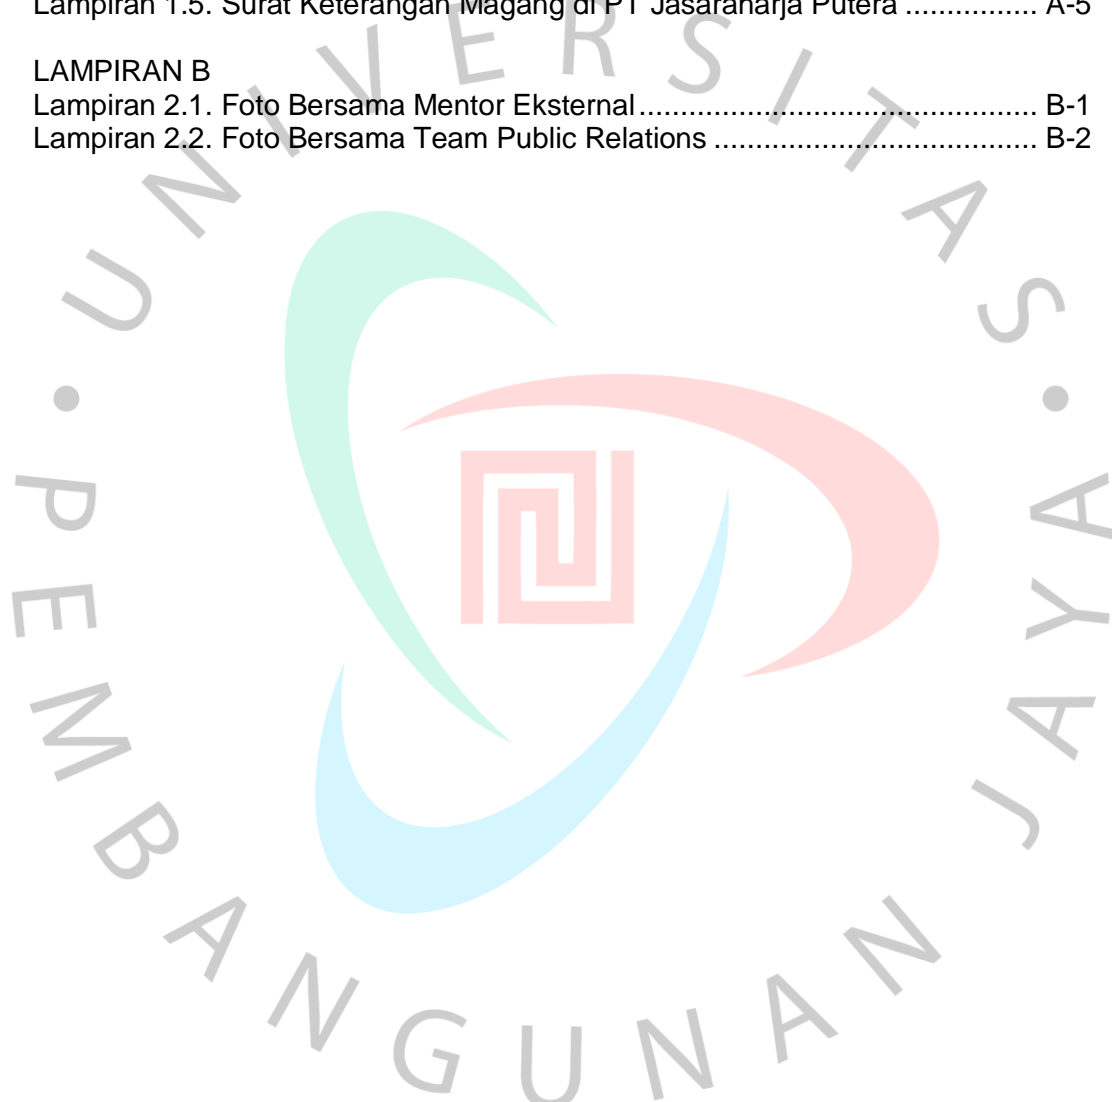 Lampiran 1.5. Surat Keterangan Magang di PT Jasaraharja Putera ................ A-5
LAMPIRAN B
Lampiran 2.1. Foto Bersama Mentor Eksternal ................................................ B-1
Lampiran 2.2. Foto Bersama Team Public Relations ....................................... B-2
UNIVERSITAS
• PEMBANGUNAN JAYA •